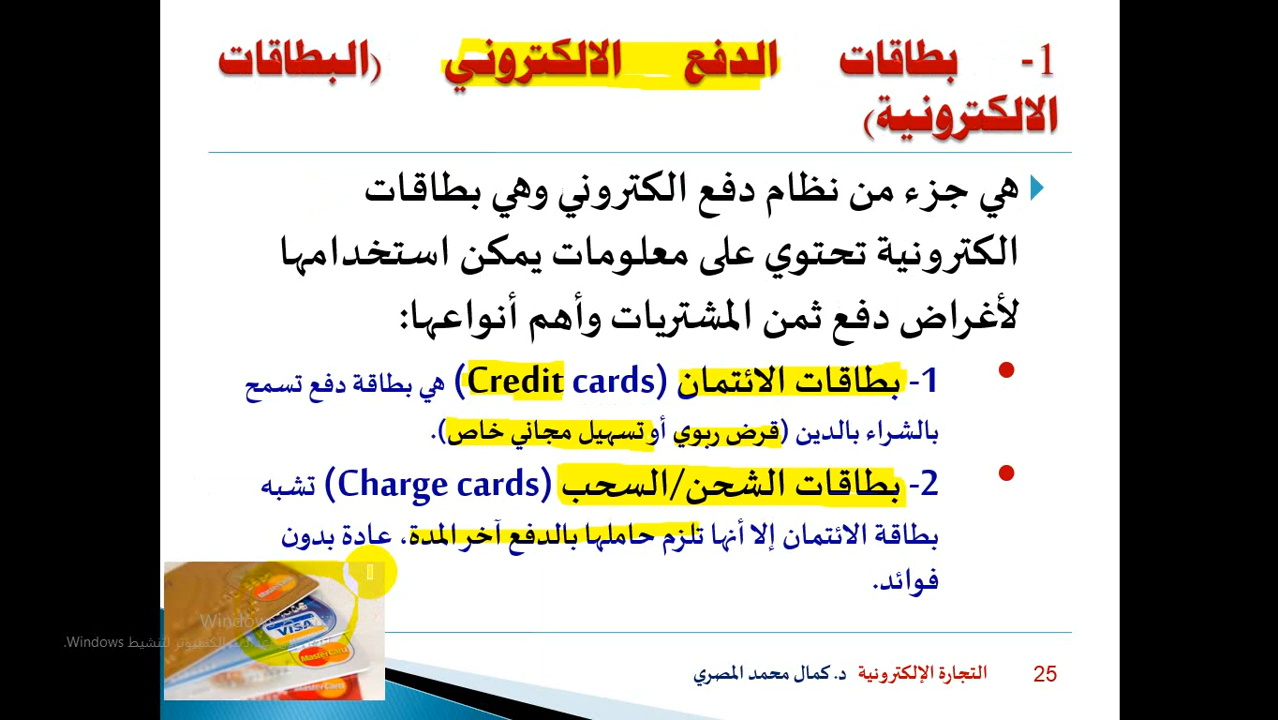 1- بطاقات الدفع الالكتروني (البطاقات
الالكترونية)
هي جزء من نظام دفع الكتروني وهي بطاقات
الكترونية تحتوي على معلومات يمكن استخدامها
لأغراض دفع ثمن المشتريات وأهم أنواعها:
1- بطاقات الائتمان (Credit cards) هي بطاقة دفع تسمح
بالشراء بالدين (قرض ربوي أو تسهيل مجاني خاص).
2- بطاقات الشحن/السحب (Charge cards) تشبه
بطاقة الائتمان إلا أنها تلزم حاملها بالدفع آخر المدة، عادة بدون
فوائد.
MasterCard
VISA
MasterCard
MasterCard
Windows
الكمبيوتر لتنشيط Windows.
25 التجارة الإلكترونية د. كمال محمد المصري